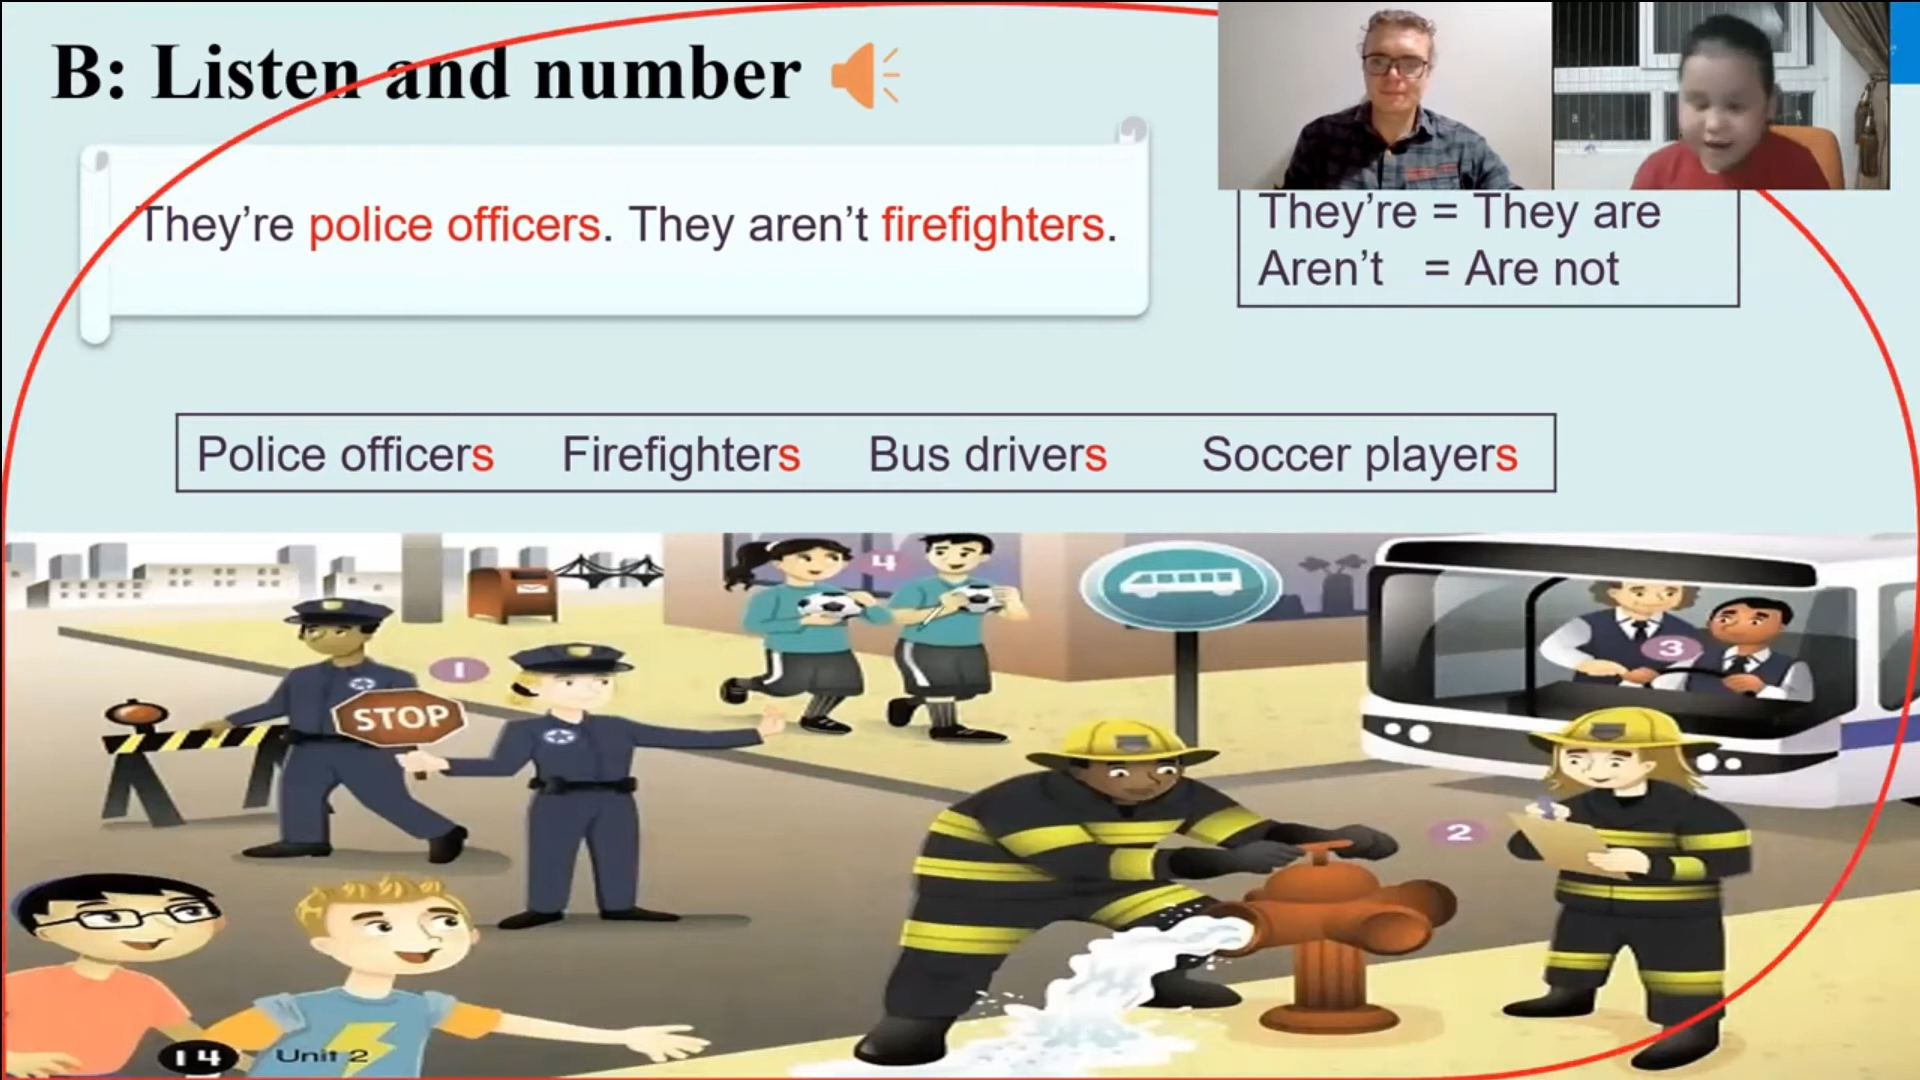 B: Listen and number
They’re police officers. They aren’t firefighters.
They’re = They are
Aren’t = Are not
Police officers Firefighters Bus drivers Soccer players
4
3
1
STOP
2
14 Unit 2